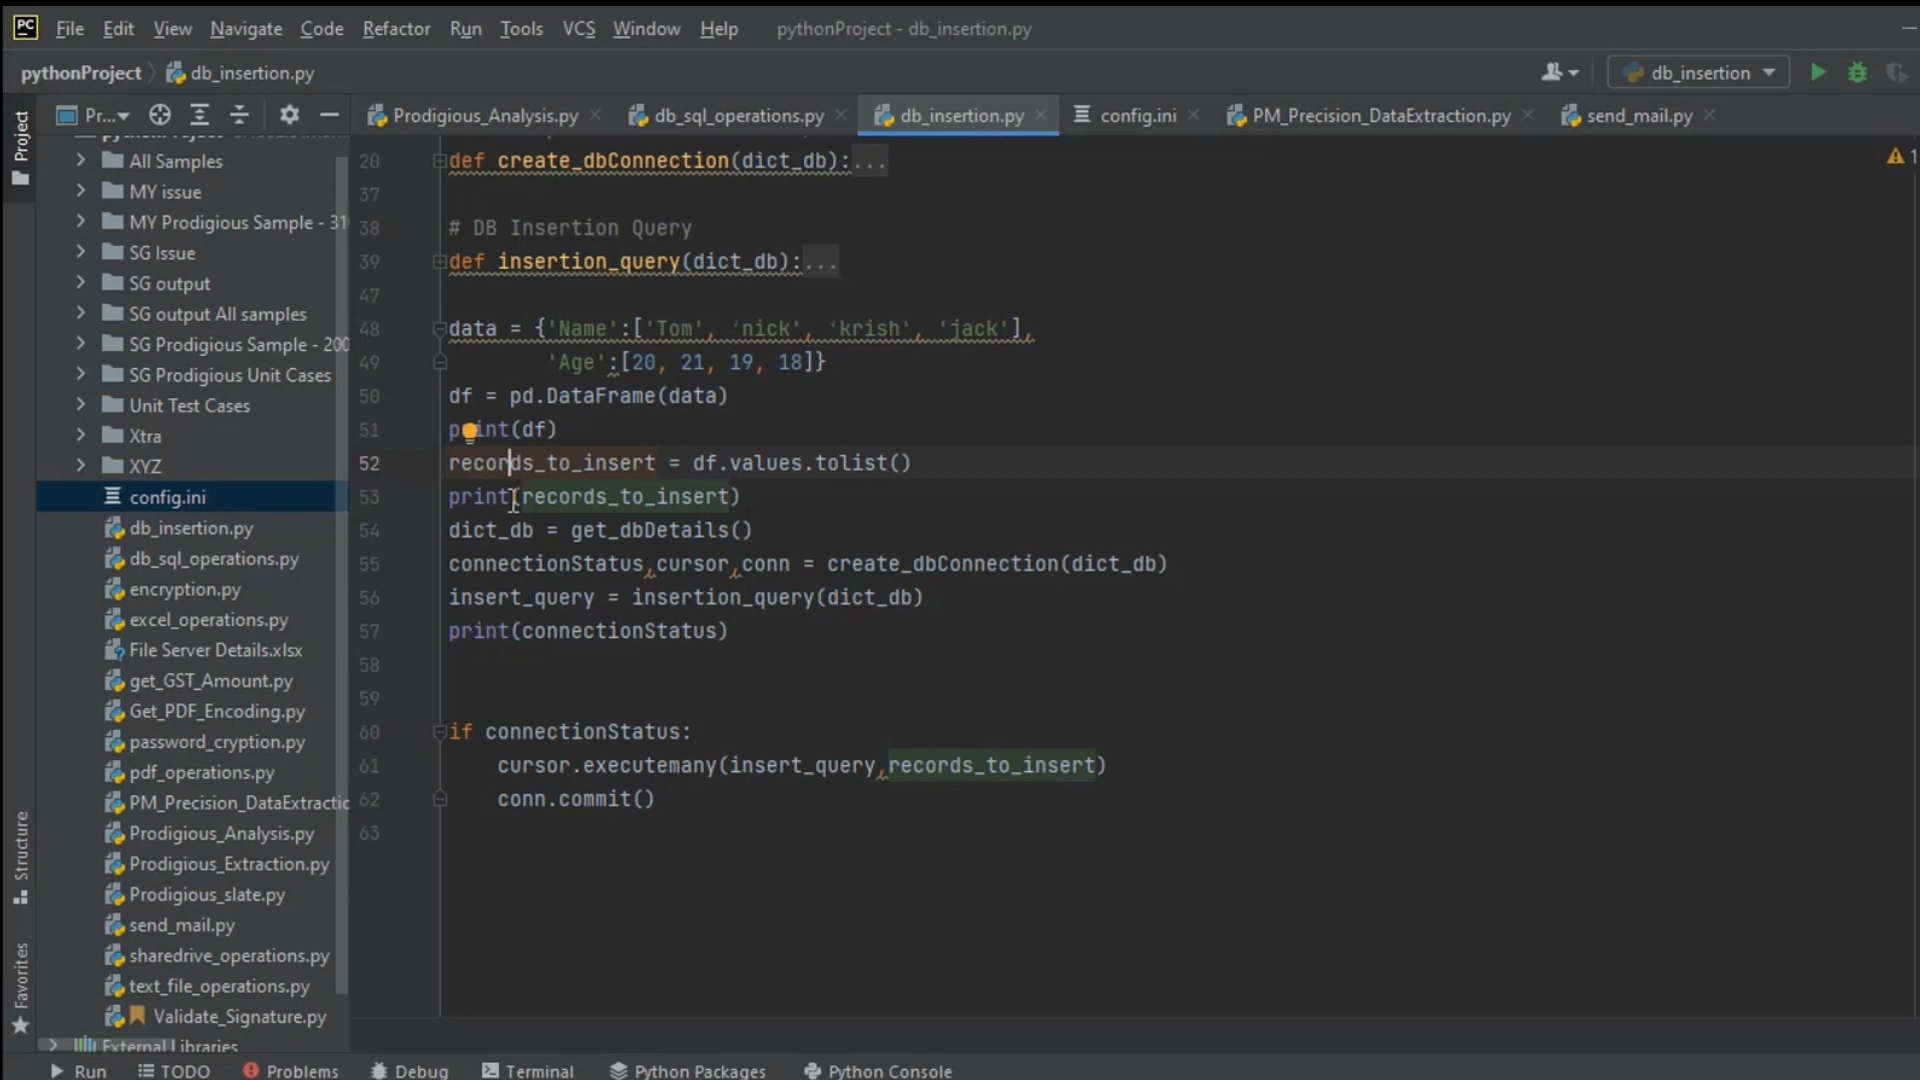 PC File Edit View Navigate Code Refactor Run Tools VCS Window Help pythonProject - db_insertion.py
pythonProject db_insertion.py db_insertion
Pr... Prodigious_Analysis.py db_sql_operations.py db_insertion.py config.ini PM_Precision_DataExtraction.py send_mail.py
Project
All Samples
MY issue
MY Prodigious Sample - 31
SG Issue
SG output
SG output All samples
SG Prodigious Sample - 200
SG Prodigious Unit Cases
Unit Test Cases
Xtra
XYZ
config.ini
db_insertion.py
db_sql_operations.py
encryption.py
excel_operations.py
File Server Details.xlsx
get_GST_Amount.py
Get_PDF_Encoding.py
password_cryption.py
pdf_operations.py
PM_Precision_DataExtractio
Prodigious_Analysis.py
Prodigious_Extraction.py
Prodigious_slate.py
send_mail.py
sharedrive_operations.py
text_file_operations.py
Validate_Signature.py
External Libraries
Structure
Favorites
20 def create_dbConnection(dict_db):...
37
38 # DB Insertion Query
39 def insertion_query(dict_db):...
47
48 data = {'Name':['Tom', 'nick', 'krish', 'jack'],
49 'Age':[20, 21, 19, 18]}
50 df = pd.DataFrame(data)
51 print(df)
52 records_to_insert = df.values.tolist()
53 print(records_to_insert)
54 dict_db = get_dbDetails()
55 connectionStatus,cursor,conn = create_dbConnection(dict_db)
56 insert_query = insertion_query(dict_db)
57 print(connectionStatus)
58
59
60 if connectionStatus:
61 cursor.executemany(insert_query,records_to_insert)
62 conn.commit()
63
1
Run TODO Problems Debug Terminal Python Packages Python Console